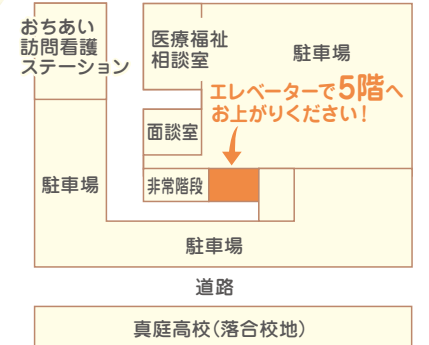 おちあい
訪問看護
ステーション
医療福祉
相談室
駐車場
エレベーターで5階へ
お上がりください！
面談室
駐車場
非常階段
駐車場
道路
真庭高校（落合校地）